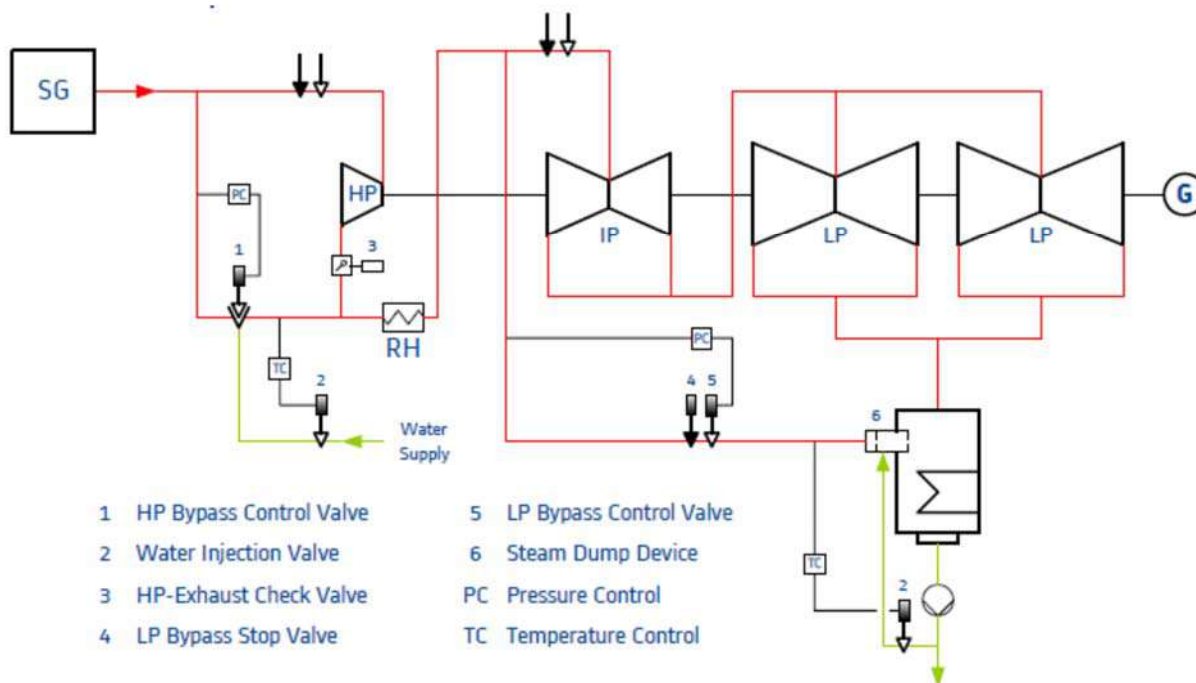 SG
PC
HP
3
1
RH
TC
2
Water
Supply
IP
LP
LP
G
PC
4 5
6
TC
2
1 HP Bypass Control Valve
2 Water Injection Valve
3 HP-Exhaust Check Valve
4 LP Bypass Stop Valve
5 LP Bypass Control Valve
6 Steam Dump Device
PC Pressure Control
TC Temperature Control